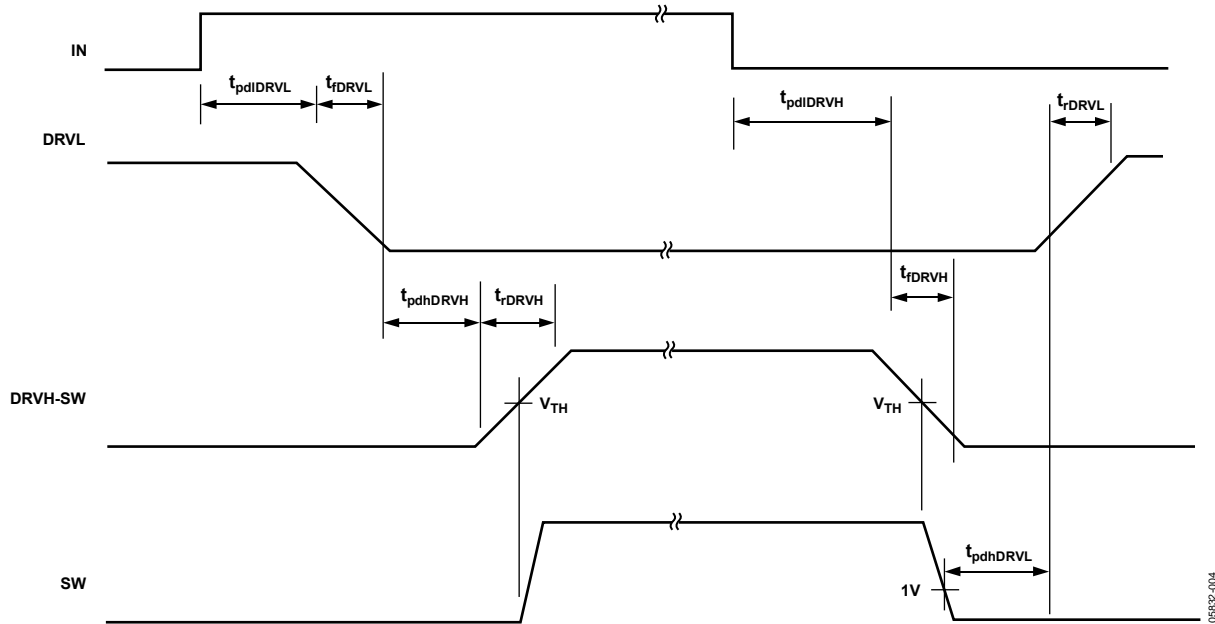 IN
tpdlDRVL
tfDRVL
tpdlDRVH
trDRVL
DRVL
tpdhDRVH
trDRVH
tfDRVH
DRVH-SW
VTH
VTH
tpdhDRVL
SW
1V
05832-004